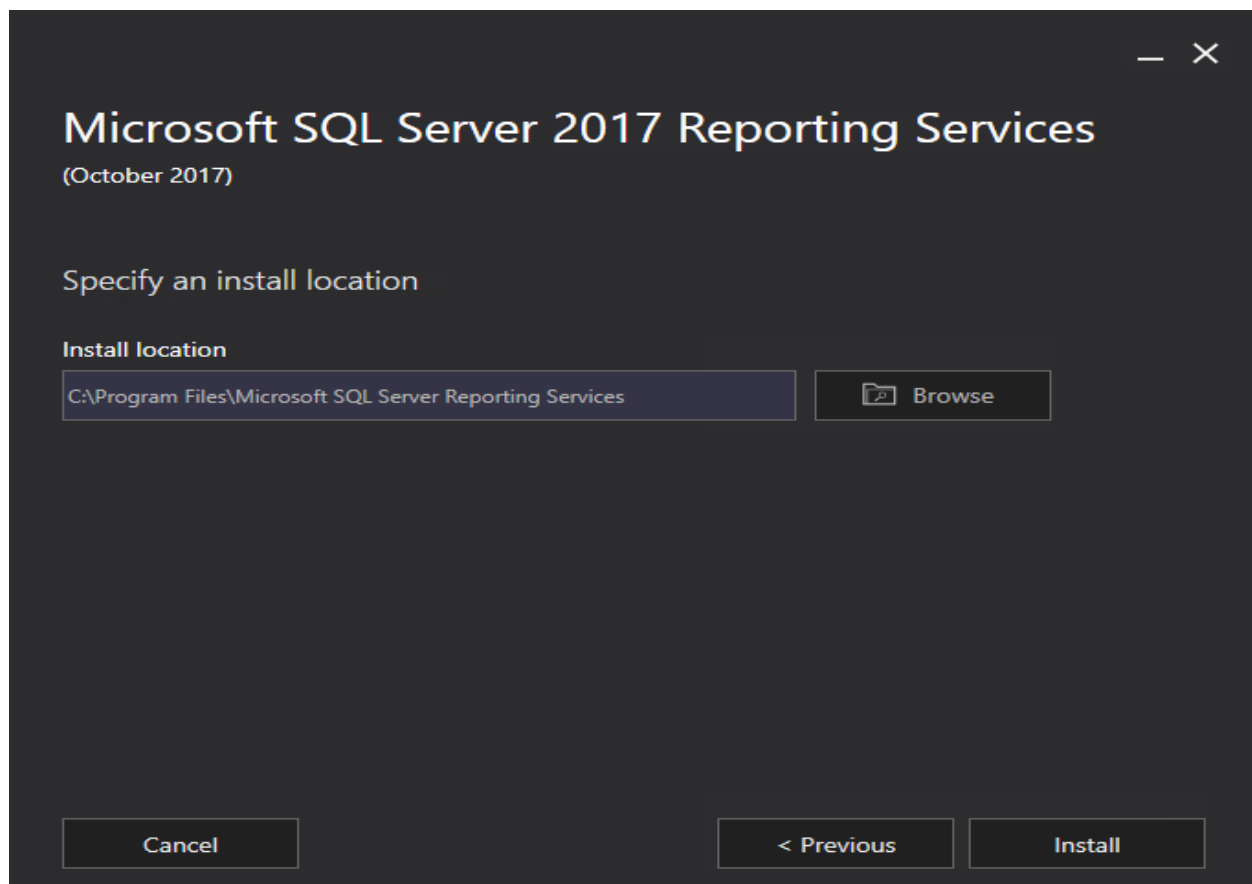 Microsoft SQL Server 2017 Reporting Services
(October 2017)
Specify an install location
Install location
C:\Program Files\Microsoft SQL Server Reporting Services
Browse
Cancel
< Previous
Install